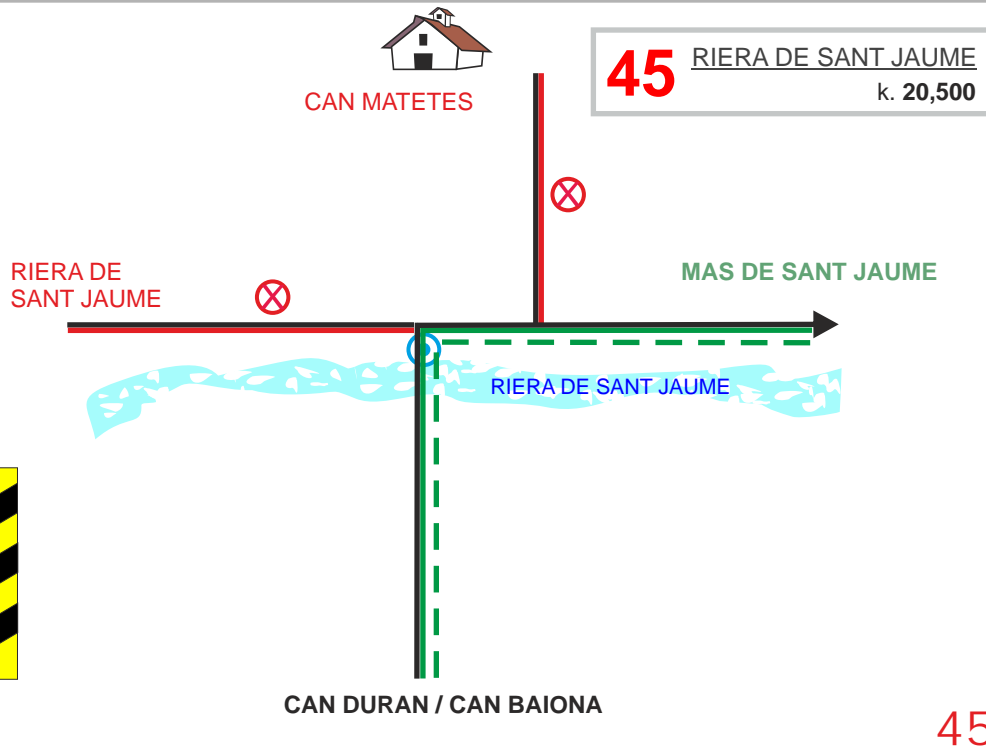 45 RIERA DE SANT JAUME
k. 20,500
CAN MATETES
RIERA DE
SANT JAUME
MAS DE SANT JAUME
RIERA DE SANT JAUME
CAN DURAN / CAN BAIONA
45